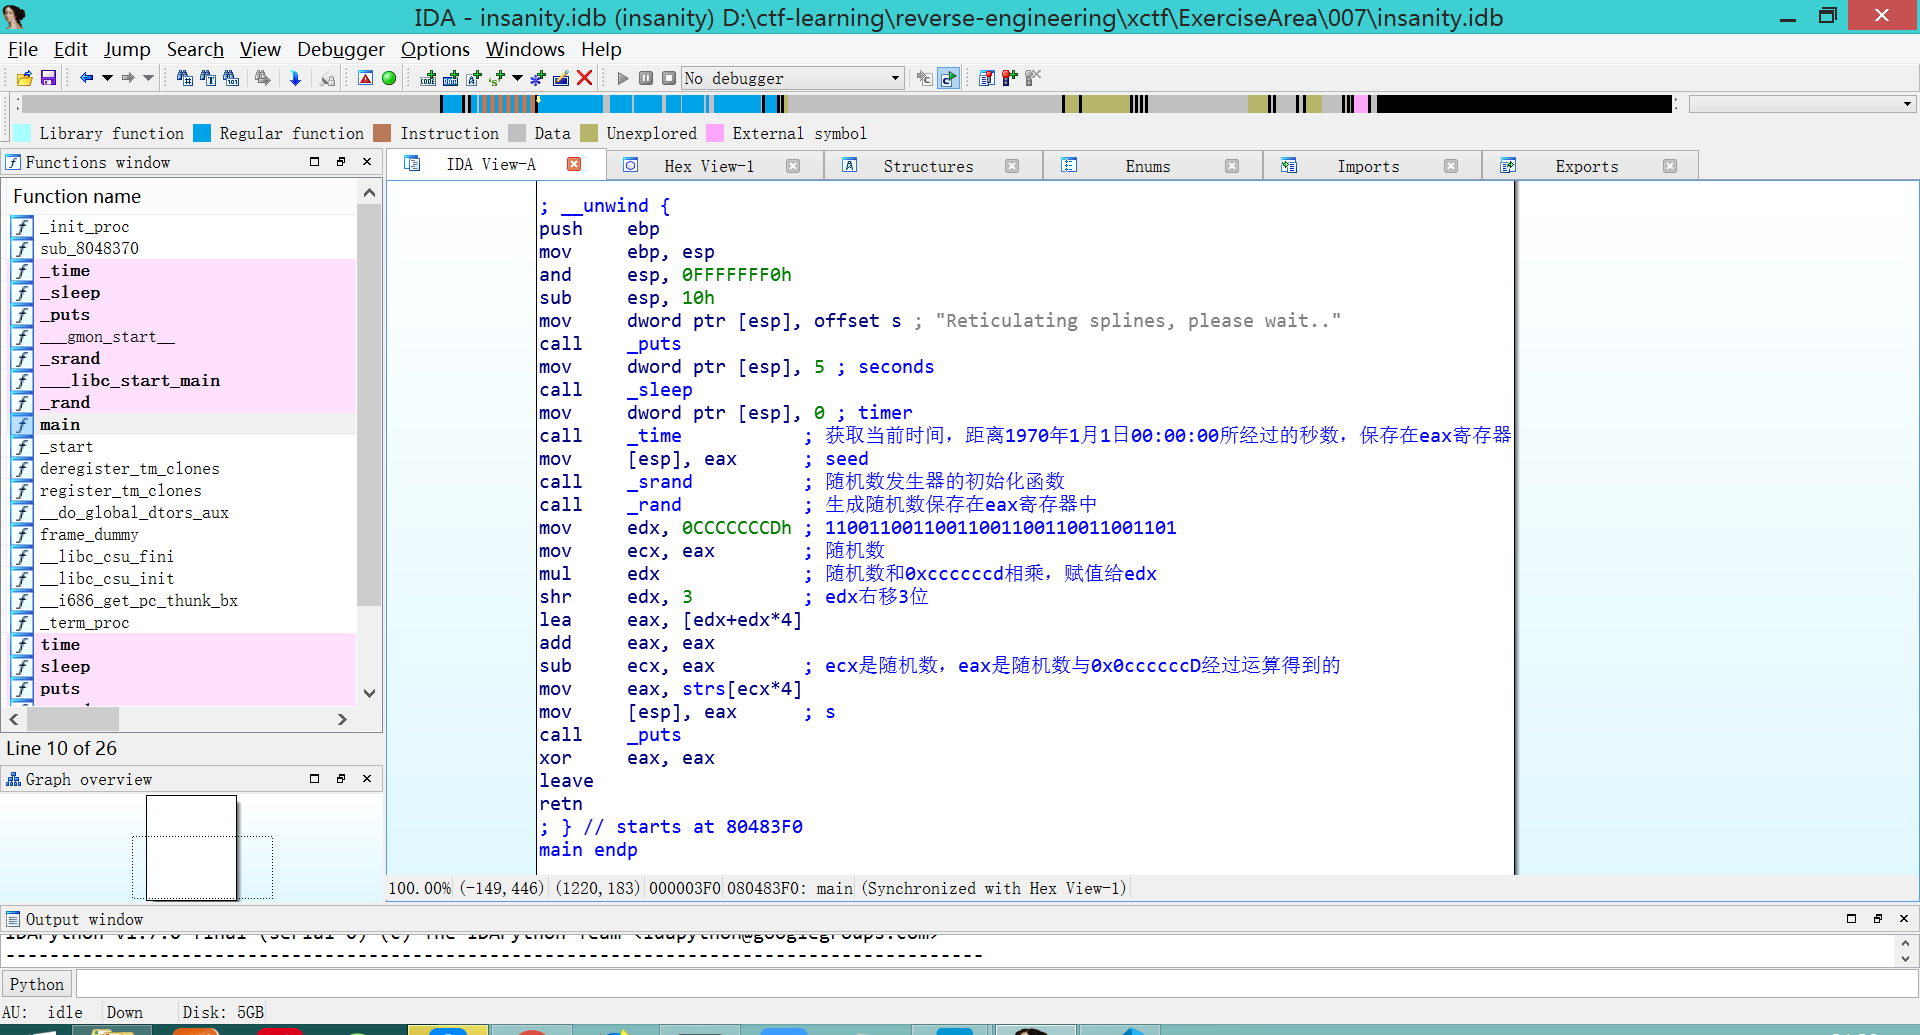 IDA - insanity.idb (insanity) D:\ctf-learning\reverse-engineering\xctf\ExerciseArea\007\insanity.idb
File Edit Jump Search View Debugger Options Windows Help
No debugger
Library function Regular function Instruction Data Unexplored External symbol
Functions window
IDA View-A Hex View-1 Structures Enums Imports Exports
Function name
_init_proc
sub_8048370
_time
_sleep
_puts
___gmon_start__
_srand
___libc_start_main
_rand
main
_start
deregister_tm_clones
register_tm_clones
__do_global_dtors_aux
frame_dummy
__libc_csu_fini
__libc_csu_init
__i686_get_pc_thunk_bx
_term_proc
time
sleep
puts
Line 10 of 26
Graph overview
; __unwind {
push ebp
mov ebp, esp
and esp, 0FFFFFFF0h
sub esp, 10h
mov dword ptr [esp], offset s ; "Reticulating splines, please wait.."
call _puts
mov dword ptr [esp], 5 ; seconds
call _sleep
mov dword ptr [esp], 0 ; timer
call _time ; 获取当前时间，距离1970年1月1日00:00:00所经过的秒数，保存在eax寄存器
mov [esp], eax ; seed
call _srand ; 随机数发生器的初始化函数
call _rand ; 生成随机数保存在eax寄存器中
mov edx, 0CCCCCCCDh ; 11001100110011001100110011001101
mov ecx, eax ; 随机数
mul edx ; 随机数和0xccccccd相乘，赋值给edx
shr edx, 3 ; edx右移3位
lea eax, [edx+edx*4]
add eax, eax
sub ecx, eax ; ecx是随机数，eax是随机数与0x0ccccccD经过运算得到的
mov eax, strs[ecx*4]
mov [esp], eax ; s
call _puts
xor eax, eax
leave
retn
; } // starts at 80483F0
main endp
100.00% (-149,446) (1220,183) 000003F0 080483F0: main (Synchronized with Hex View-1)
Output window
IDAPython v1.7.0 final (serial 0) (c) The IDAPython Team <idapython@googlegroups.com>
Python
AU: idle Down Disk: 5GB